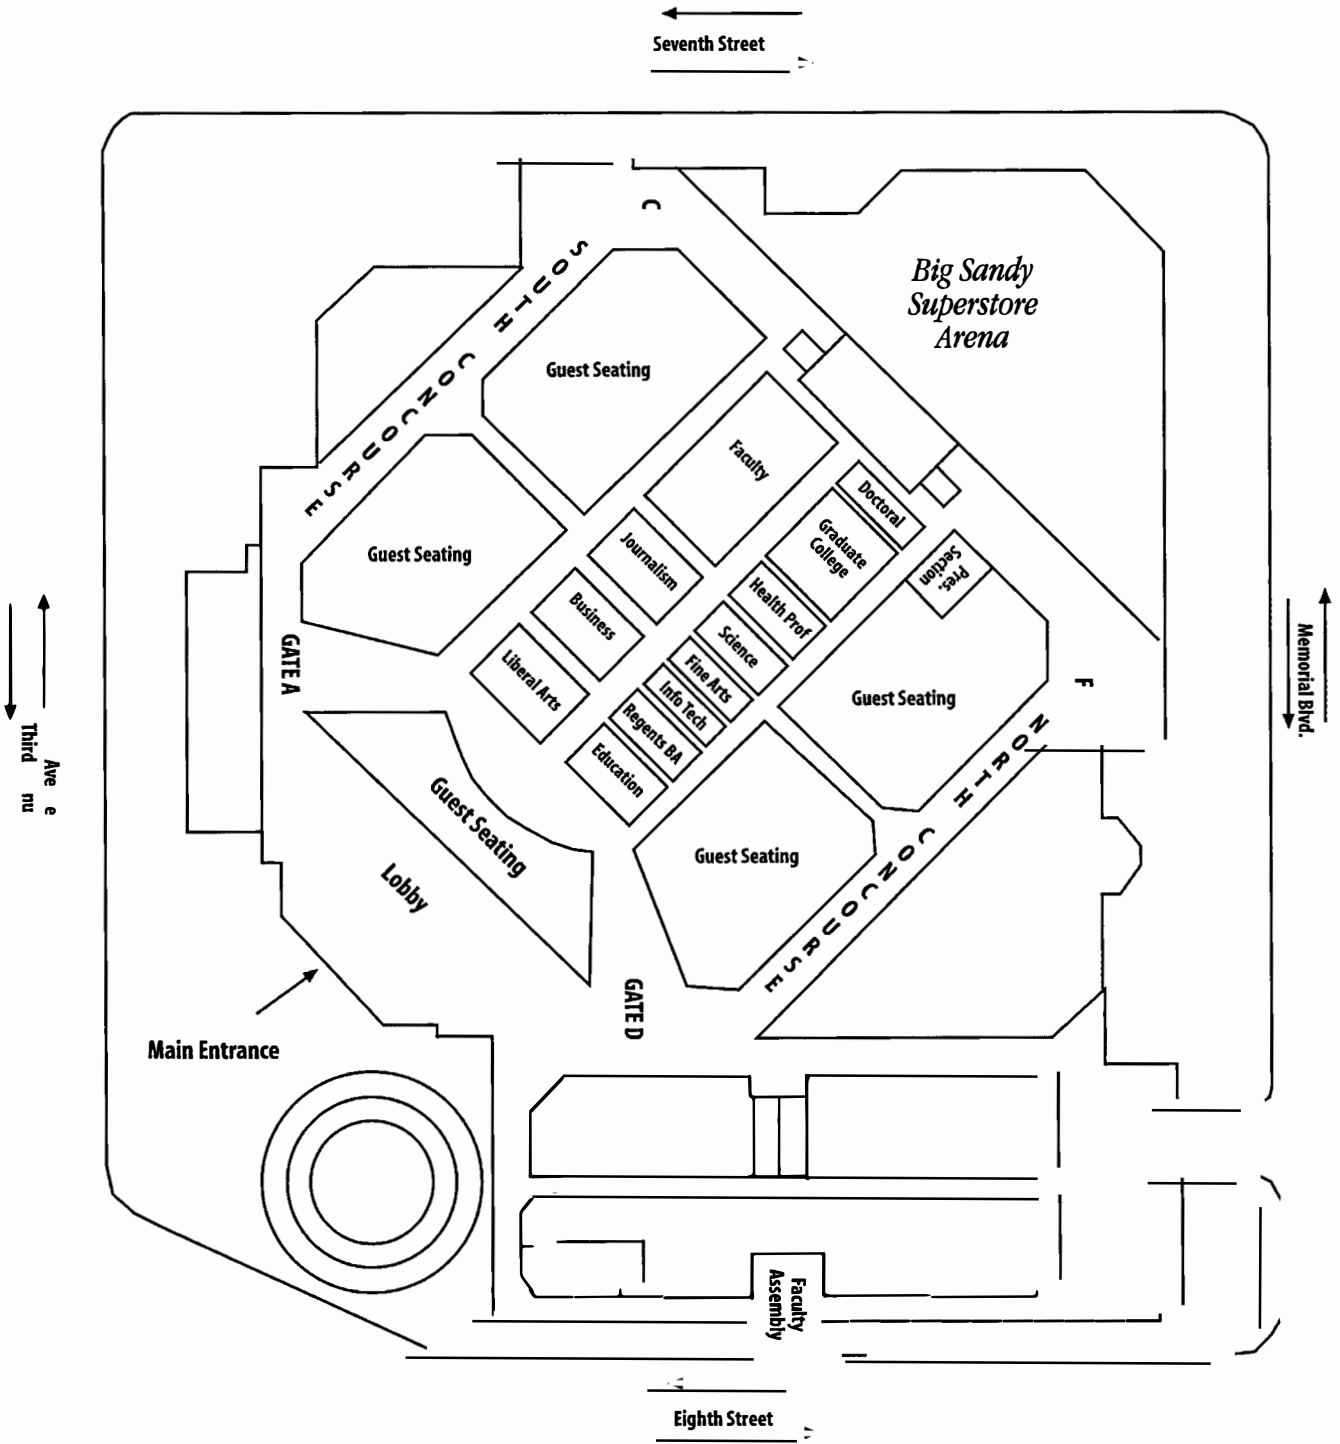 Seventh Street
C
SOUTH CONCOURSE
Big Sandy
Superstore
Arena
Guest Seating
Faculty
Doctoral
Graduate
College
Pres.
Section
Guest Seating
Journalism
Health Prof
Business
Science
Liberal Arts
Fine Arts
Info Tech
Regents BA
Education
Guest Seating
F
NORTH CONCOURSE
GATE A
Memorial Blvd.
Ave e
Third nu
Guest Seating
Guest Seating
Lobby
GATE D
Main Entrance
Faculty
Assembly
Eighth Street